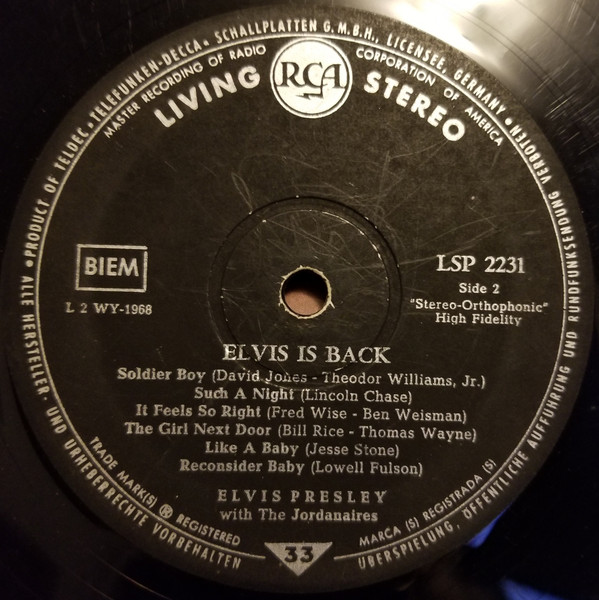 • PRODUCT OF TELDEC • TELEFUNKEN-DECCA • SCHALLPLATTEN G.M.B.H., LICENSEE, GERMANY •
MASTER RECORDING OF RADIO CORPORATION OF AMERICA
LIVING RCA STEREO
BIEM
LSP 2231
Side 2
L 2 WY-1968
"Stereo-Orthophonic"
High Fidelity
ELVIS IS BACK
Soldier Boy (David Jones - Theodor Williams, Jr.)
Such A Night (Lincoln Chase)
It Feels So Right (Fred Wise - Ben Weisman)
The Girl Next Door (Bill Rice - Thomas Wayne)
Like A Baby (Jesse Stone)
Reconsider Baby (Lowell Fulson)
ELVIS PRESLEY
with The Jordanaires
TRADE MARK(S) ® REGISTERED
MARCA (S) REGISTRADA (S)
33
• ALLE HERSTELLER- UND URHEBERRECHTE VORBEHALTEN
ÜBERSPIELUNG, ÖFFENTLICHE AUFFÜHRUNG UND RUNDFUNKSENDUNG VERBOTEN •